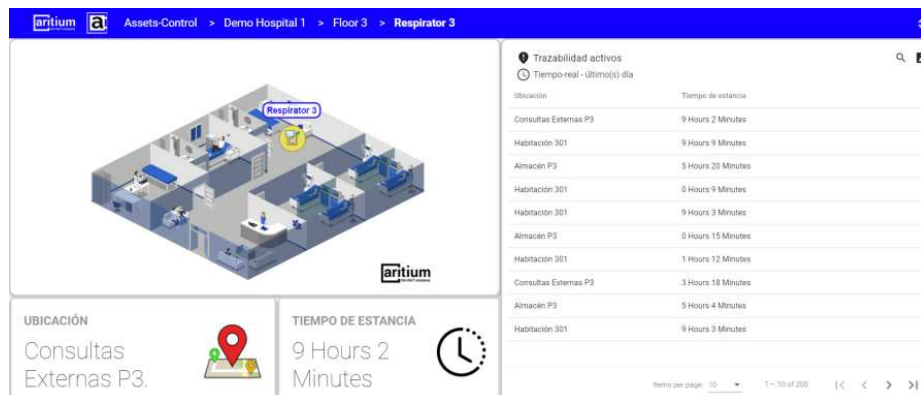 aritium a Assets-Control > Demo Hospital 1 > Floor 3 > Respirator 3
Respirator 3
aritium
UBICACIÓN
Consultas
Externas P3.
TIEMPO DE ESTANCIA
9 Hours 2
Minutes
Trazabilidad activos
Tiempo-real - último(s) día
Ubicación Tiempo de estancia
Consultas Externas P3 9 Hours 2 Minutes
Habitación 301 9 Hours 9 Minutes
Almacén P3 5 Hours 20 Minutes
Habitación 301 0 Hours 9 Minutes
Habitación 301 9 Hours 3 Minutes
Almacén P3 0 Hours 15 Minutes
Habitación 301 1 Hours 12 Minutes
Consultas Externas P3 3 Hours 18 Minutes
Almacén P3 5 Hours 4 Minutes
Habitación 301 9 Hours 3 Minutes
Items per page: 10 1 – 10 of 200